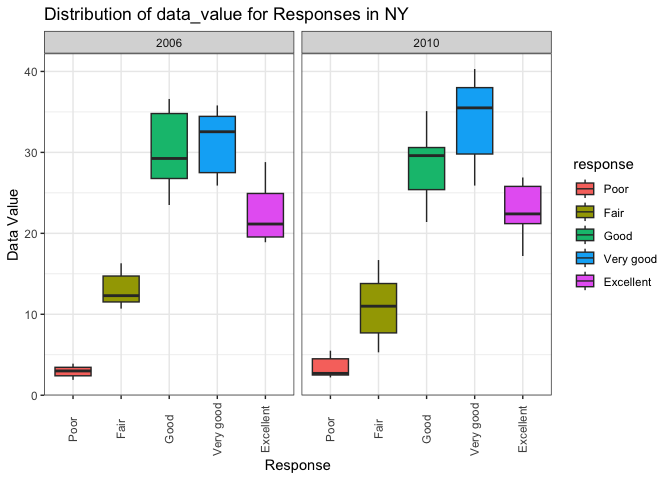 Distribution of data_value for Responses in NY
2006
2010
40
30
20
10
0
Data Value
Poor
Fair
Good
Very good
Excellent
Poor
Fair
Good
Very good
Excellent
Response
response
Poor
Fair
Good
Very good
Excellent